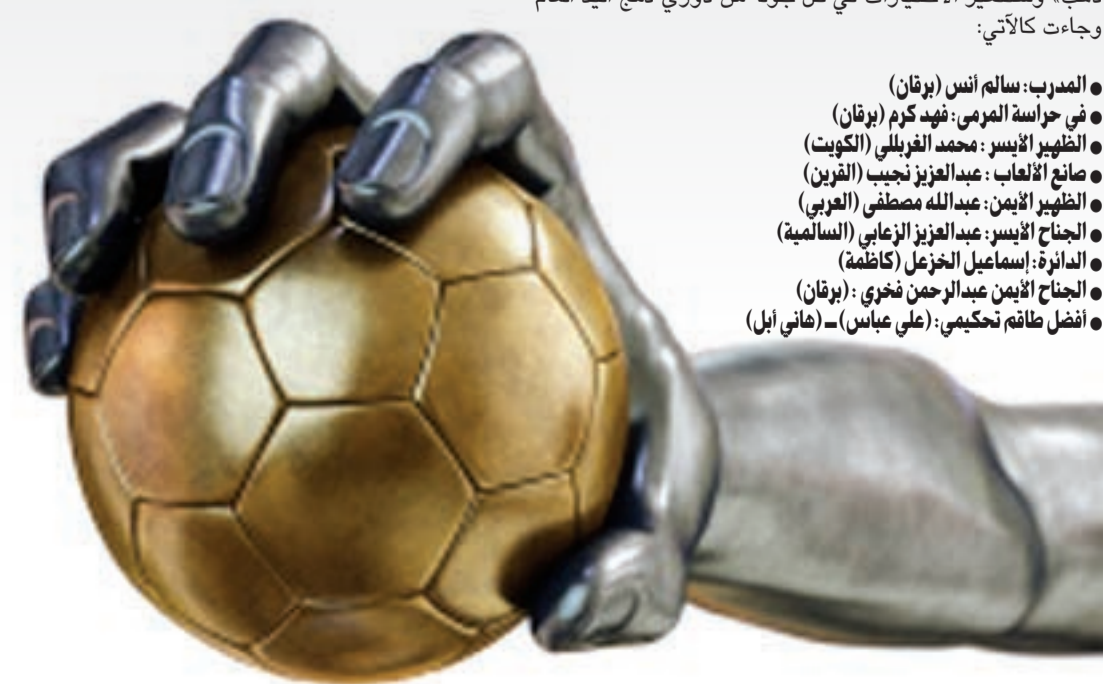 وجاءت كالآتي:
● المدرب: سالم أنس (برقان)
● في حراسة المرمى: فهد كرم (برقان)
● الظهير الأيسر : محمد الغربللي (الكويت)
● صانع الألعاب : عبدالعزيز نجيب (القرين)
● الظهير الأيمن: عبدالله مصطفى (العربي)
● الجناح الأيسر: عبدالعزيز الزعابي (السالمية)
● الدائرة: إسماعيل الخزعل (كاظمة)
● الجناح الأيمن عبدالرحمن فخري : (برقان)
● أفضل طاقم تحكيمي: (علي عباس) ــ (هاني أبل)